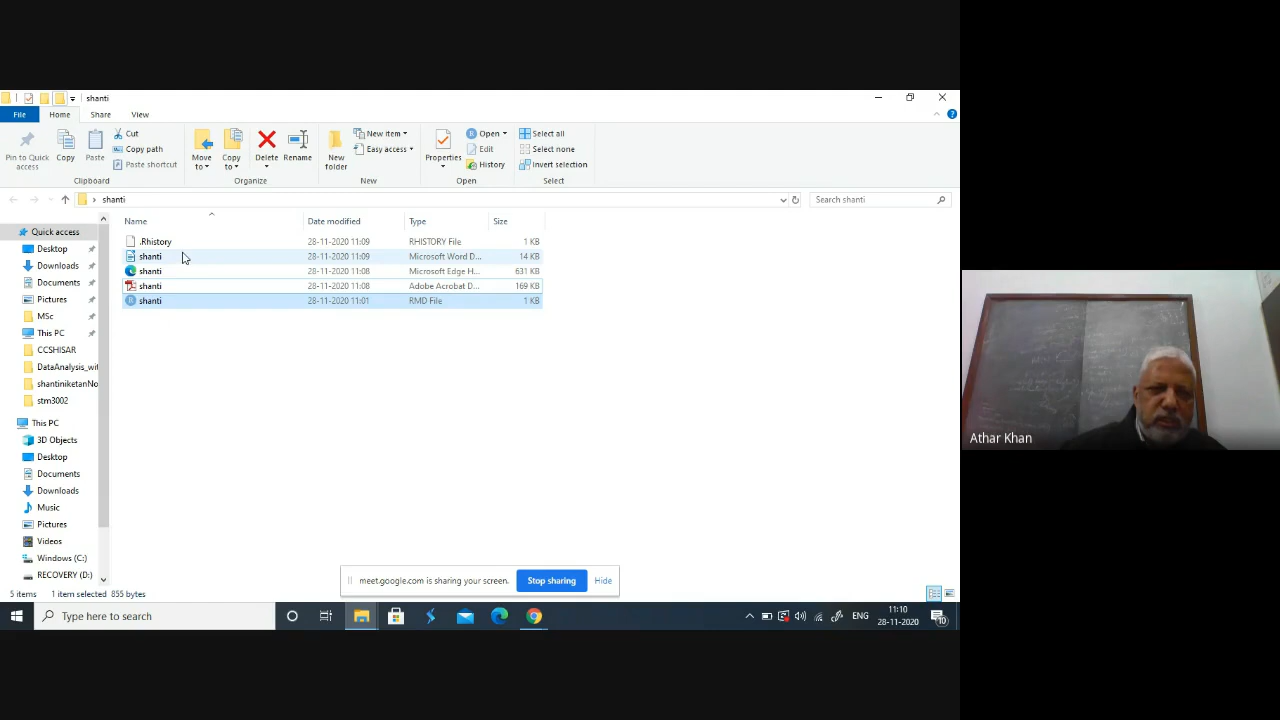 shanti
File Home Share View
Pin to Quick access
Copy
Paste
Cut
Copy path
Paste shortcut
Clipboard
Move to
Copy to
Delete
Rename
Organize
New folder
New item
Easy access
New
Properties
Open
Edit
History
Open
Select all
Select none
Invert selection
Select
shanti
Search shanti
Quick access
Desktop
Downloads
Documents
Pictures
MSc
This PC
CCSHISAR
DataAnalysis_wit
shantiniketanNo
stm3002
This PC
3D Objects
Desktop
Documents
Downloads
Music
Pictures
Videos
Windows (C:)
RECOVERY (D:)
Name Date modified Type Size
.Rhistory 28-11-2020 11:09 RHISTORY File 1 KB
shanti 28-11-2020 11:09 Microsoft Word D... 14 KB
shanti 28-11-2020 11:08 Microsoft Edge H... 631 KB
shanti 28-11-2020 11:08 Adobe Acrobat D... 169 KB
shanti 28-11-2020 11:01 RMD File 1 KB
meet.google.com is sharing your screen. Stop sharing Hide
5 items 1 item selected 855 bytes
Type here to search
ENG
11:10
28-11-2020
10
Athar Khan